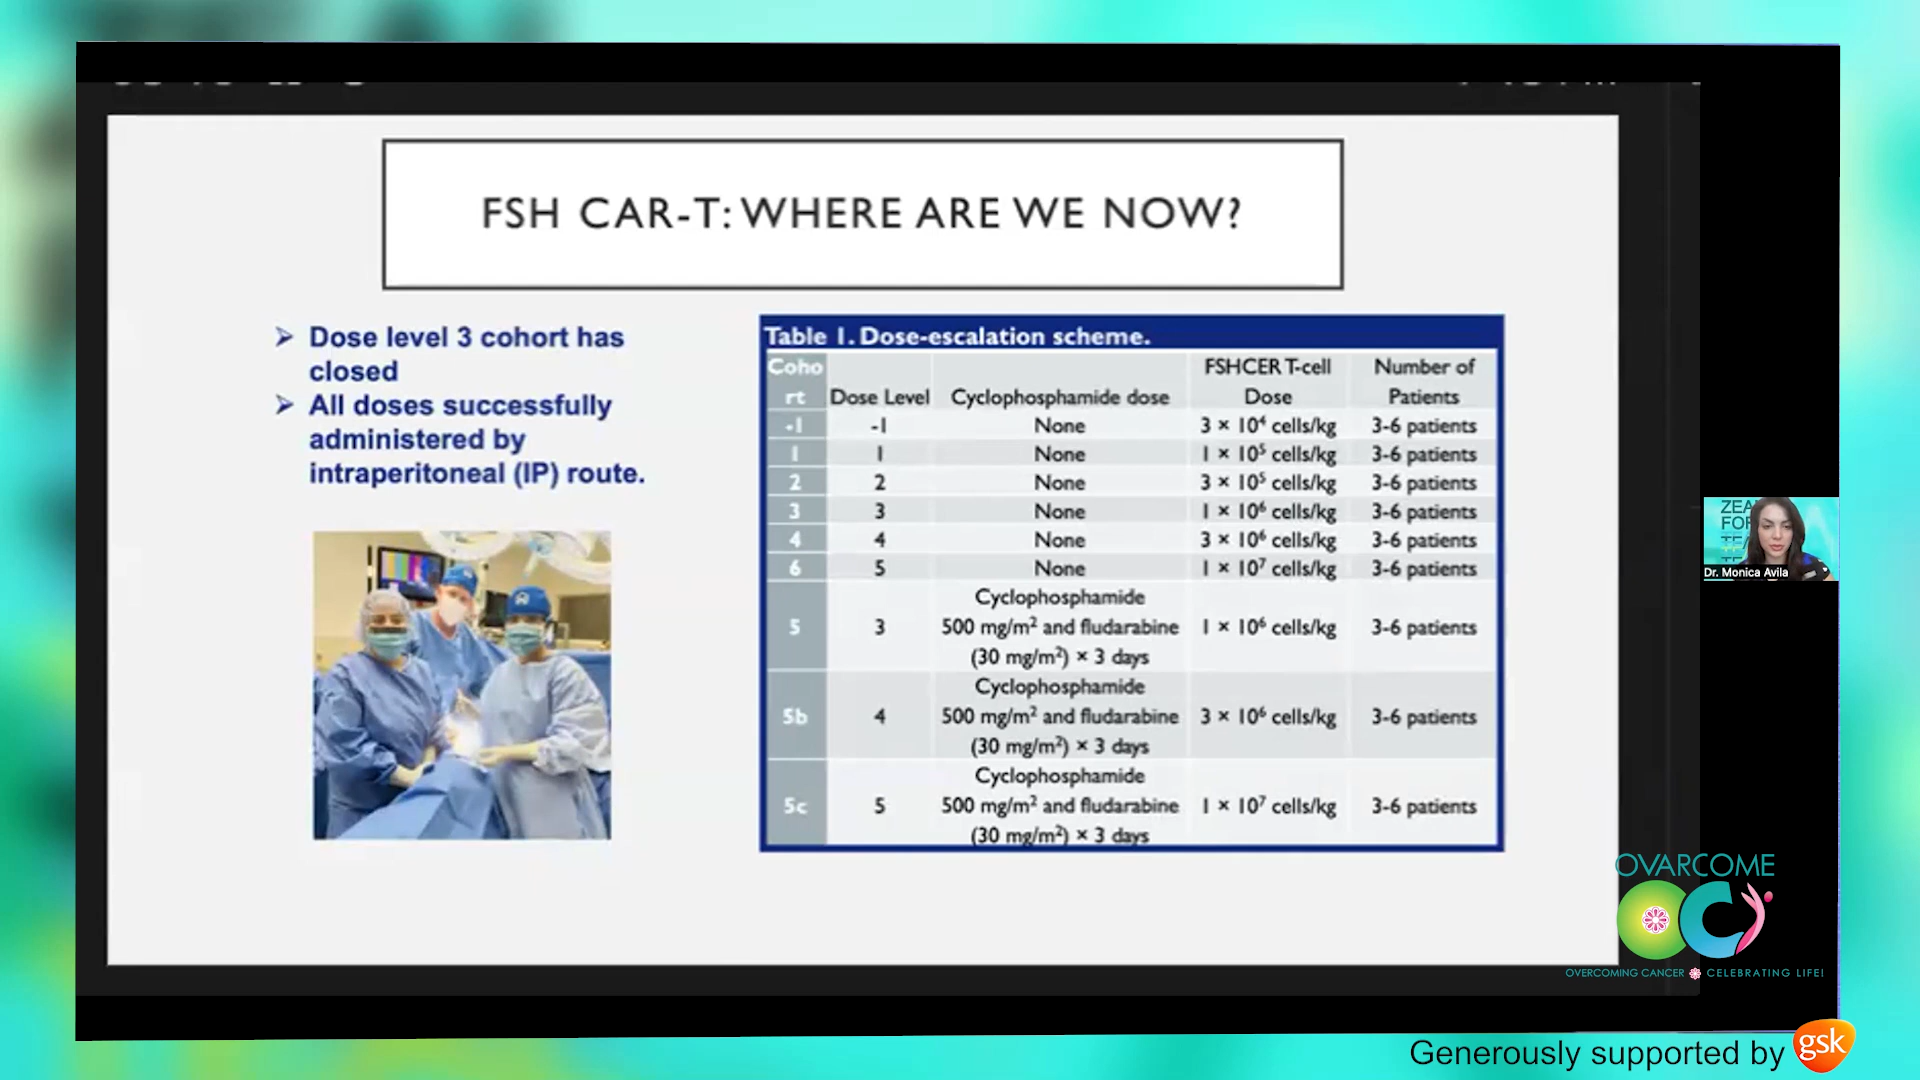 FSH CAR-T: WHERE ARE WE NOW?
➢ Dose level 3 cohort has
closed
➢ All doses successfully
administered by
intraperitoneal (IP) route.
Table 1. Dose-escalation scheme.
Coho
rt
Dose Level
Cyclophosphamide dose
FSHCER T-cell
Dose
Number of
Patients
-1 -1 None 3 × 10⁴ cells/kg 3-6 patients
1 1 None 1 × 10⁵ cells/kg 3-6 patients
2 2 None 3 × 10⁵ cells/kg 3-6 patients
3 3 None 1 × 10⁶ cells/kg 3-6 patients
4 4 None 3 × 10⁶ cells/kg 3-6 patients
6 5 None 1 × 10⁷ cells/kg 3-6 patients
Cyclophosphamide
5 3 500 mg/m² and fludarabine 1 × 10⁶ cells/kg 3-6 patients
(30 mg/m²) × 3 days
Cyclophosphamide
5b 4 500 mg/m² and fludarabine 3 × 10⁶ cells/kg 3-6 patients
(30 mg/m²) × 3 days
Cyclophosphamide
5c 5 500 mg/m² and fludarabine 1 × 10⁷ cells/kg 3-6 patients
(30 mg/m²) × 3 days
Dr. Monica Avila
OVARCOME
OC
OVERCOMING CANCER CELEBRATING LIFE!
Generously supported by gsk